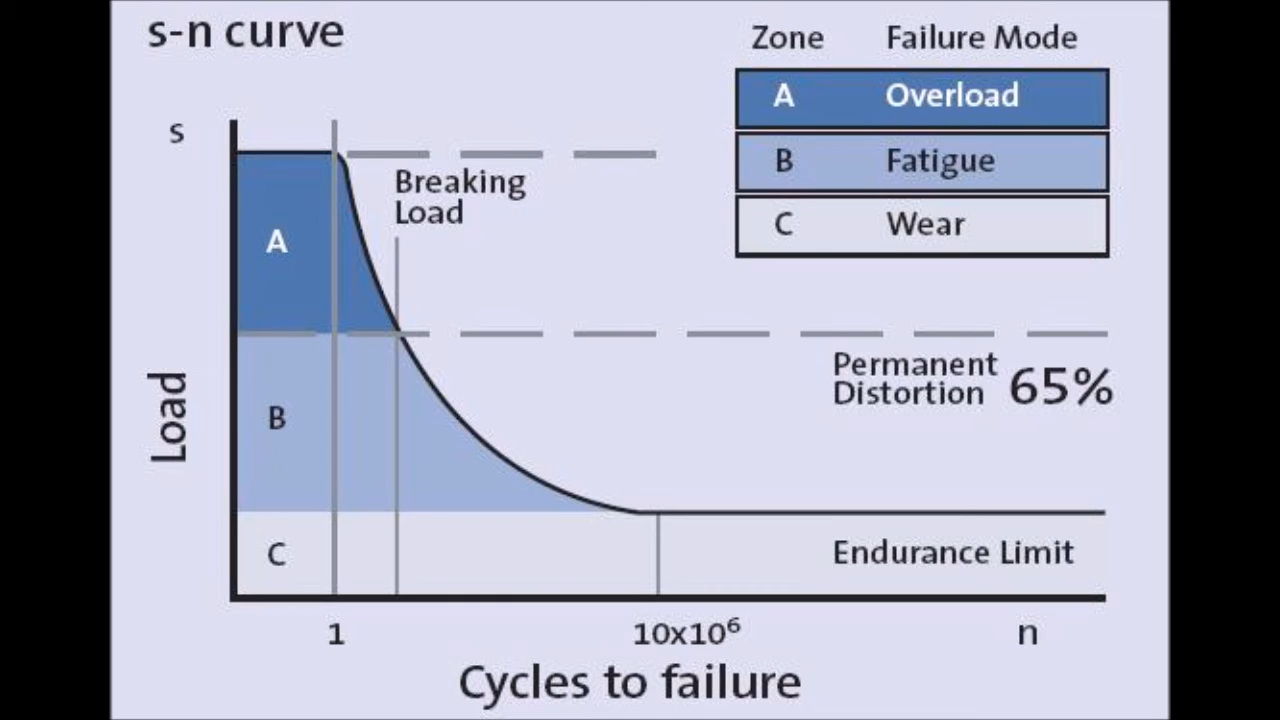 s-n curve
Zone Failure Mode
A Overload
B Fatigue
C Wear
s
Breaking
Load
A
Permanent
Distortion 65%
Load
B
C
Endurance Limit
1
10x10⁶
n
Cycles to failure